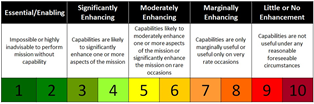 Essential/Enabling
Significantly
Enhancing
Moderately
Enhancing
Marginally
Enhancing
Little or No
Enhancement
Impossible or highly
inadvisable to perform
mission without
capability
Capabilities are likely to
significantly enhance
one or more aspects of
the mission
Capabilities likely to
moderately enhance
one or more aspects of
the mission or
significantly enhance
the mission on rare
occasions
Capabilities are only
marginally useful or
useful only on very
rare occasions
Capabilities are not
useful under any
reasonable
foreseeable
circumstances
1 2 3 4 5 6 7 8 9 10